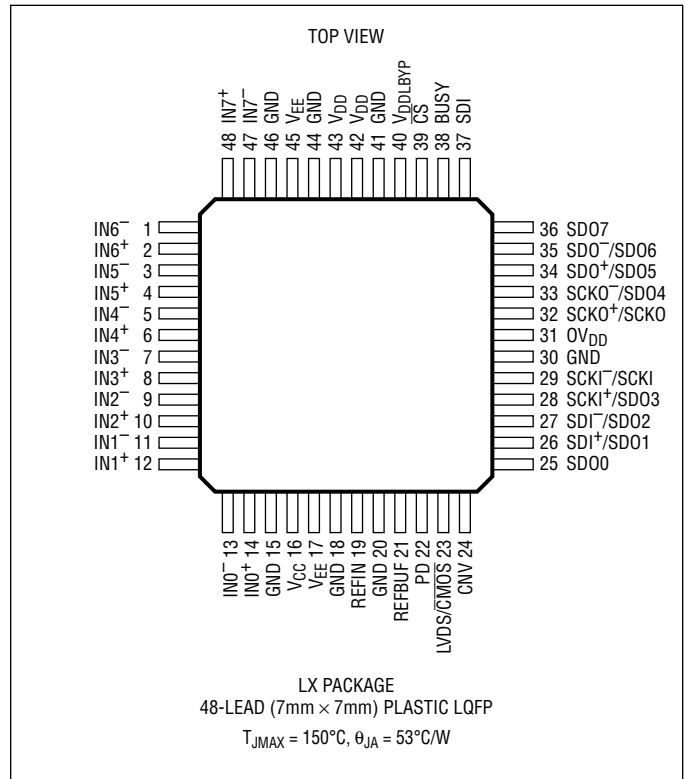 TOP VIEW
48 IN7+
47 IN7–
46 GND
45 VEE
44 GND
43 VDD
42 VDD
41 GND
40 VDDLBYP
39 C̅S̅
38 BUSY
37 SDI
IN6– 1
IN6+ 2
IN5– 3
IN5+ 4
IN4– 5
IN4+ 6
IN3– 7
IN3+ 8
IN2– 9
IN2+ 10
IN1– 11
IN1+ 12
36 SDO7
35 SDO–/SDO6
34 SDO+/SDO5
33 SCKO–/SDO4
32 SCKO+/SCKO
31 OVDD
30 GND
29 SCKI–/SCKI
28 SCKI+/SDO3
27 SDI–/SDO2
26 SDI+/SDO1
25 SDO0
IN0– 13
IN0+ 14
GND 15
VCC 16
VEE 17
GND 18
REFIN 19
GND 20
REFBUF 21
PD 22
LVDS/C̅M̅O̅S̅ 23
CNV 24
LX PACKAGE
48-LEAD (7mm × 7mm) PLASTIC LQFP
TJMAX = 150°C, θJA = 53°C/W